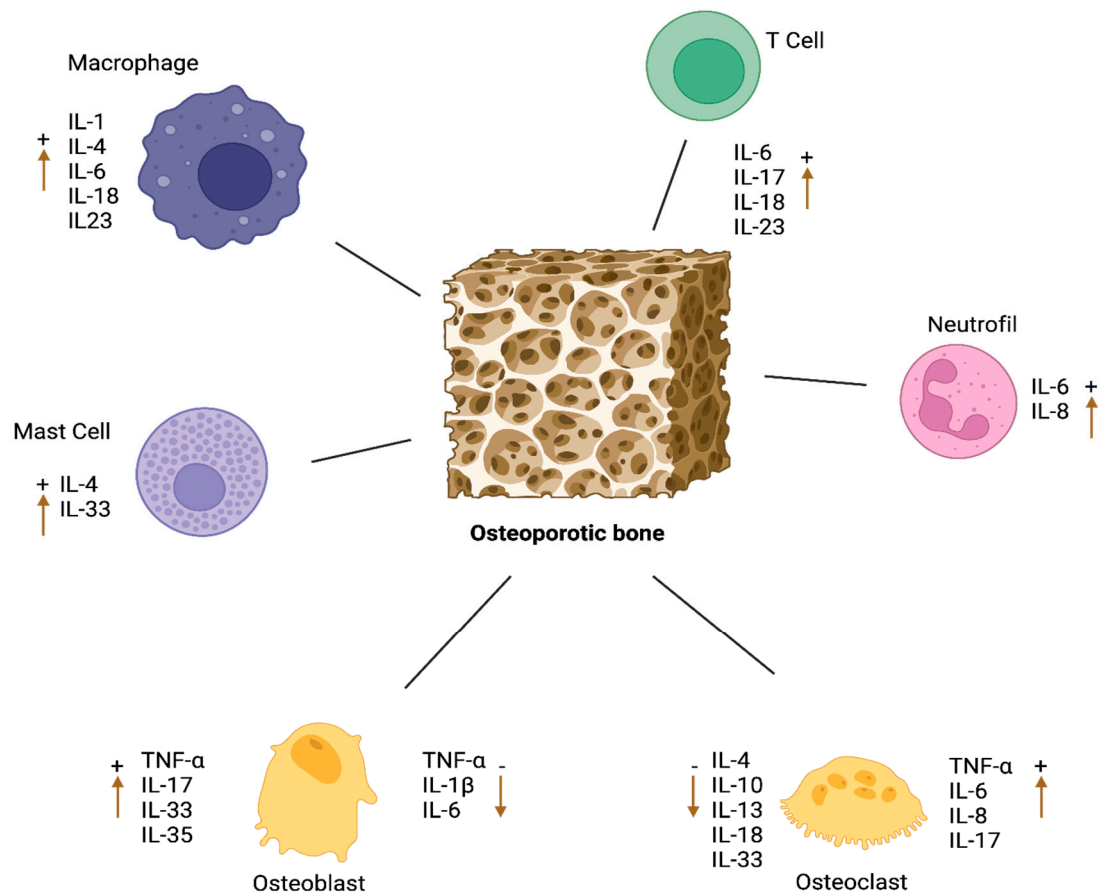 T Cell
Macrophage
+
IL-1
IL-4
IL-6
IL-18
IL23
IL-6 +
IL-17
IL-18
IL-23
Neutrofil
IL-6 +
IL-8
Mast Cell
+ IL-4
IL-33
Osteoporotic bone
+ TNF-α
IL-17
IL-33
IL-35
TNF-α -
IL-1β
IL-6
Osteoblast
- IL-4
IL-10
IL-13
IL-18
IL-33
TNF-α +
IL-6
IL-8
IL-17
Osteoclast